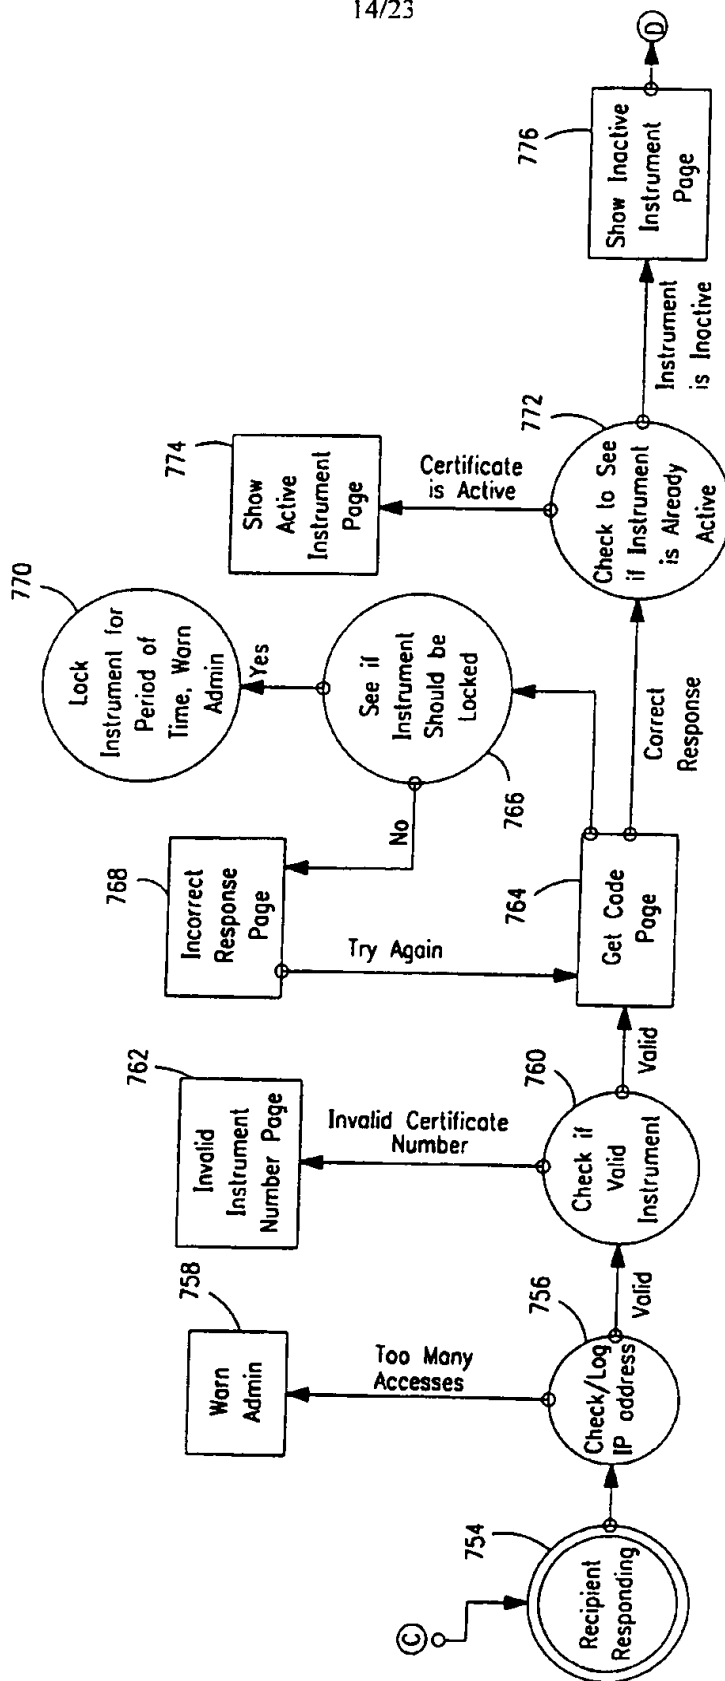 14/23
C
754
Recipient
Responding
756
Check/Log
IP address
Too Many
Accesses
758
Warn
Admin
Valid
760
Check if
Valid
Instrument
Invalid Certificate
Number
762
Invalid
Instrument
Number Page
Valid
764
Get Code
Page
Try Again
768
Incorrect
Response
Page
No
766
See if
Instrument
Should be
Locked
Yes
770
Lock
Instrument for
Period of
Time, Warn
Admin
Correct
Response
772
Check to See
if Instrument
is Already
Active
Certificate
is Active
774
Show
Active
Instrument
Page
Instrument
is Inactive
776
Show Inactive
Instrument
Page
D